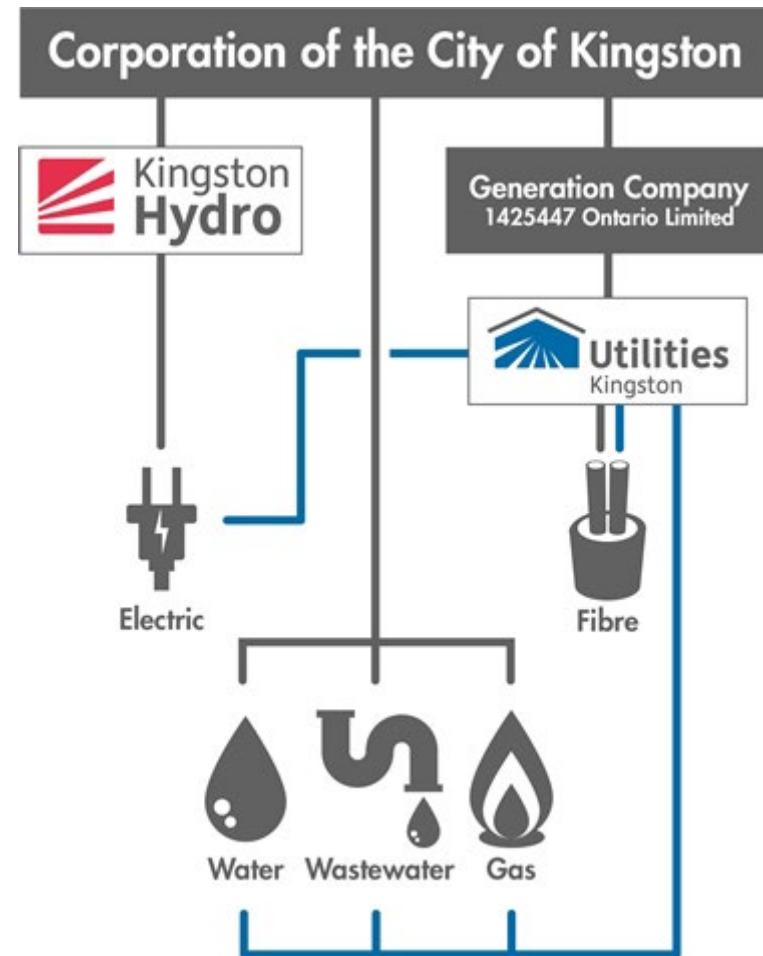 Corporation of the City of Kingston
Kingston
Hydro
Generation Company
1425447 Ontario Limited
Utilities
Kingston
Electric
Fibre
Water
Wastewater
Gas